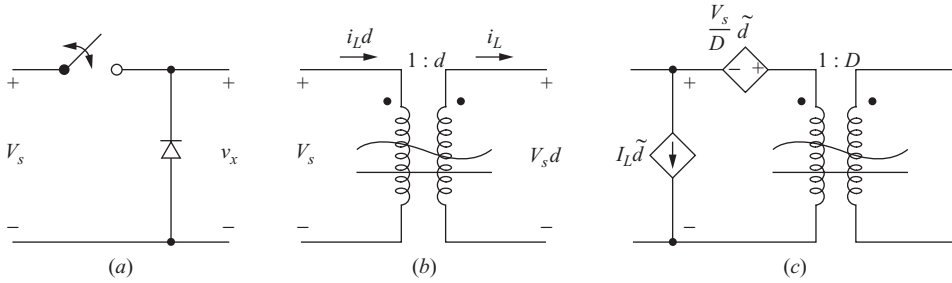 +
V_s
−
+
v_x
−
(a)
i_L d
i_L
1 : d
+
V_s
−
+
V_s d
−
(b)
V_s/D d̃
− +
1 : D
+
I_L d̃
−
(c)